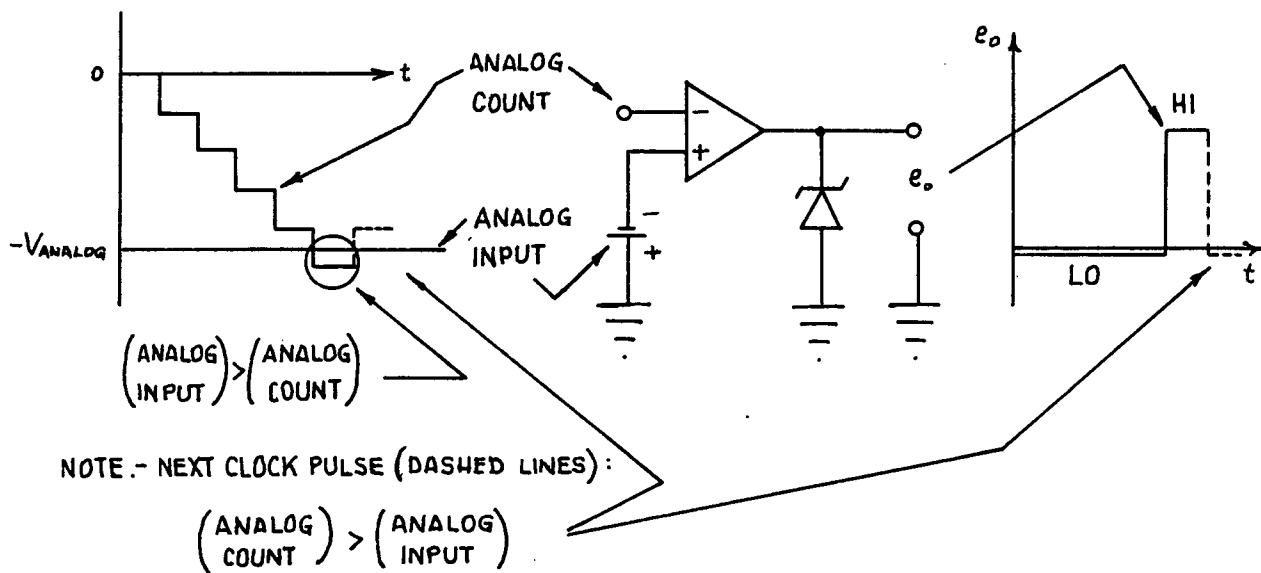 0
t
ANALOG
COUNT
−
+
e₀
HI
e₀
−
+
ANALOG
INPUT
-VANALOG
LO
t
(ANALOG INPUT) > (ANALOG COUNT)
NOTE.- NEXT CLOCK PULSE (DASHED LINES):
(ANALOG COUNT) > (ANALOG INPUT)